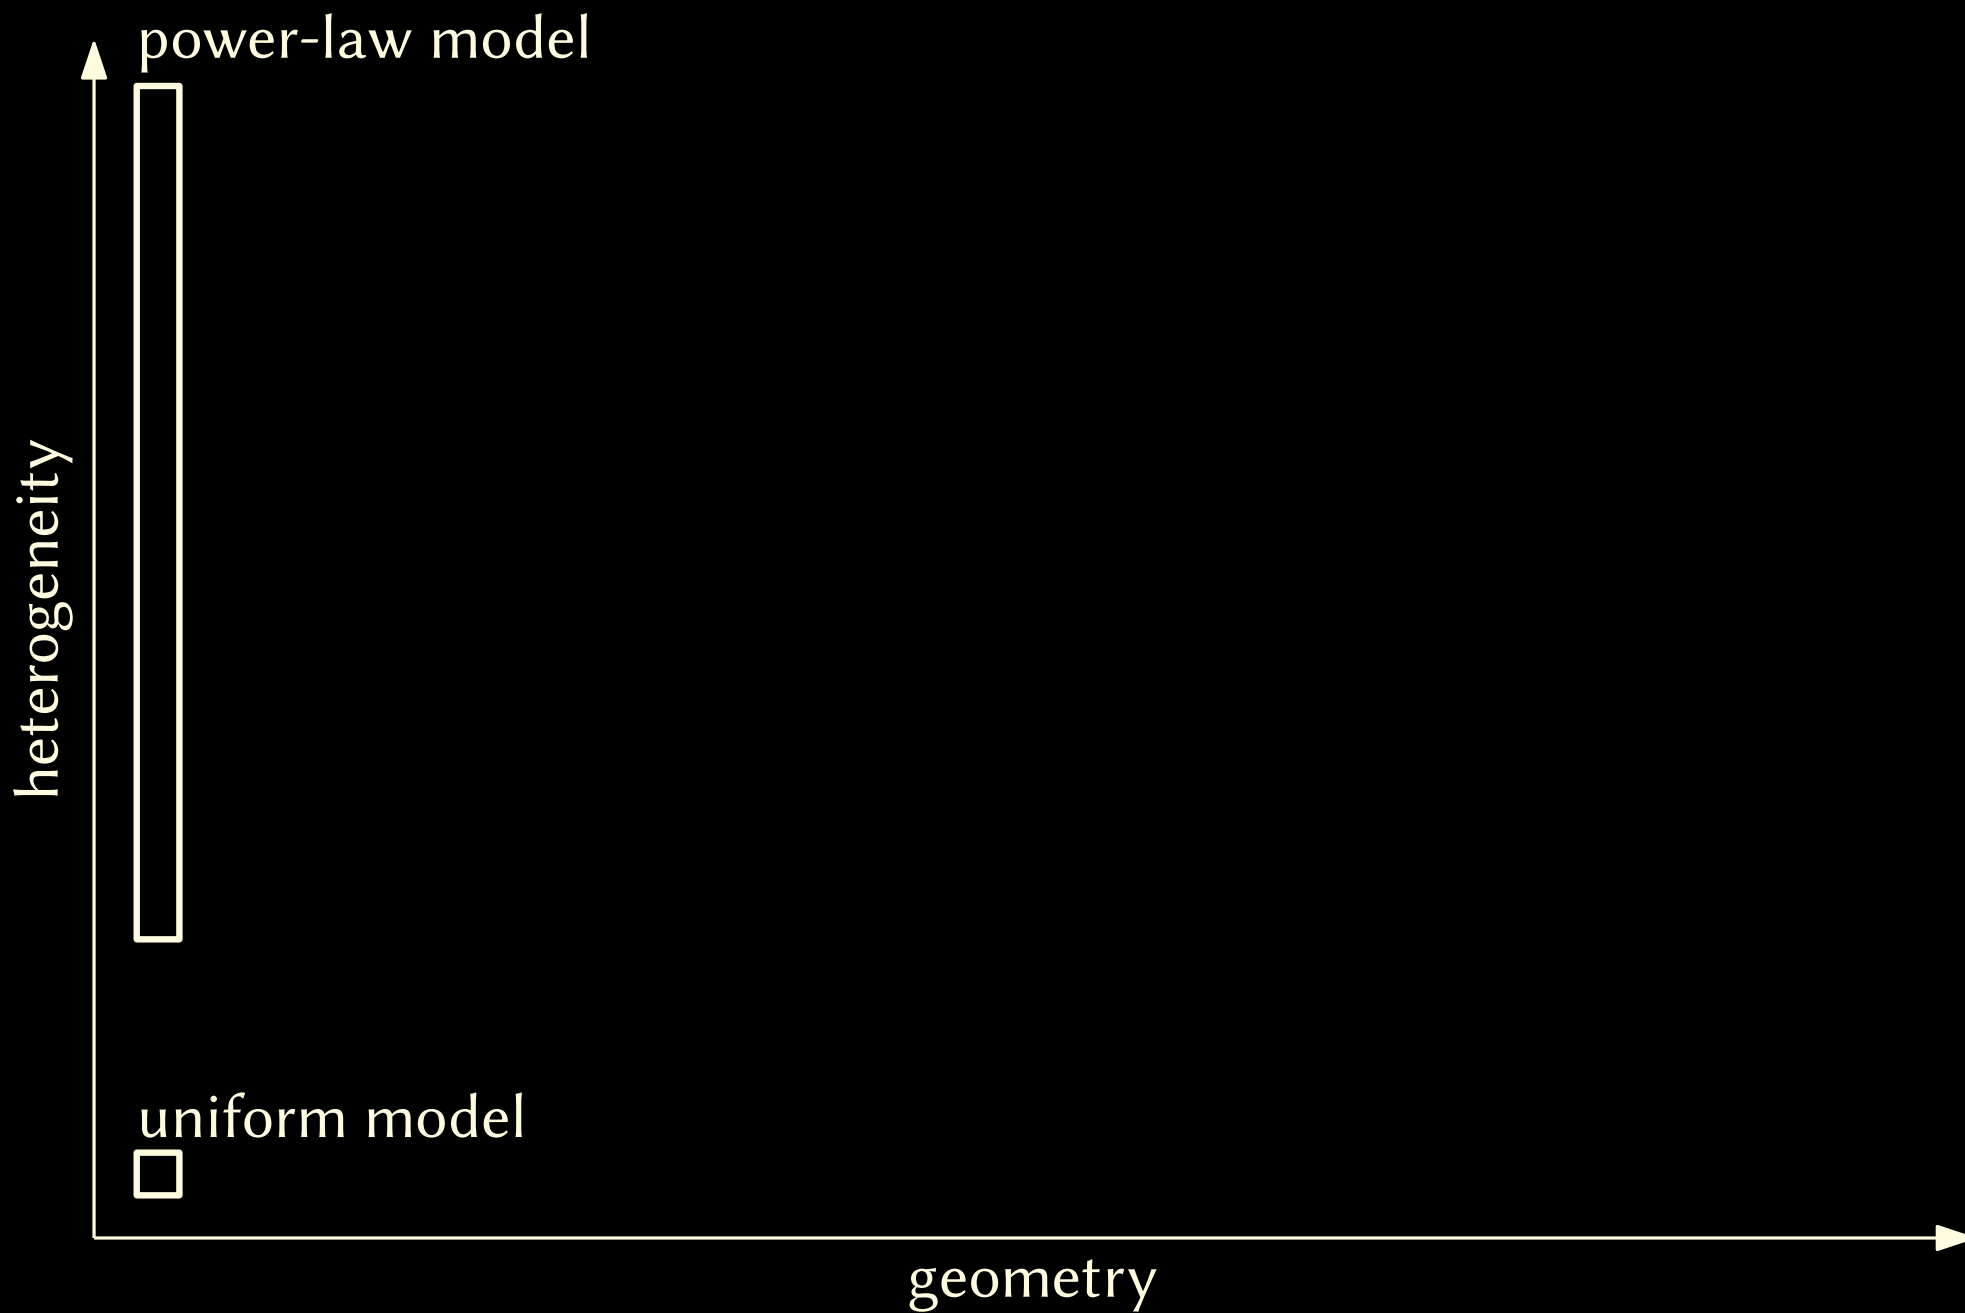 power-law model
heterogeneity
uniform model
geometry